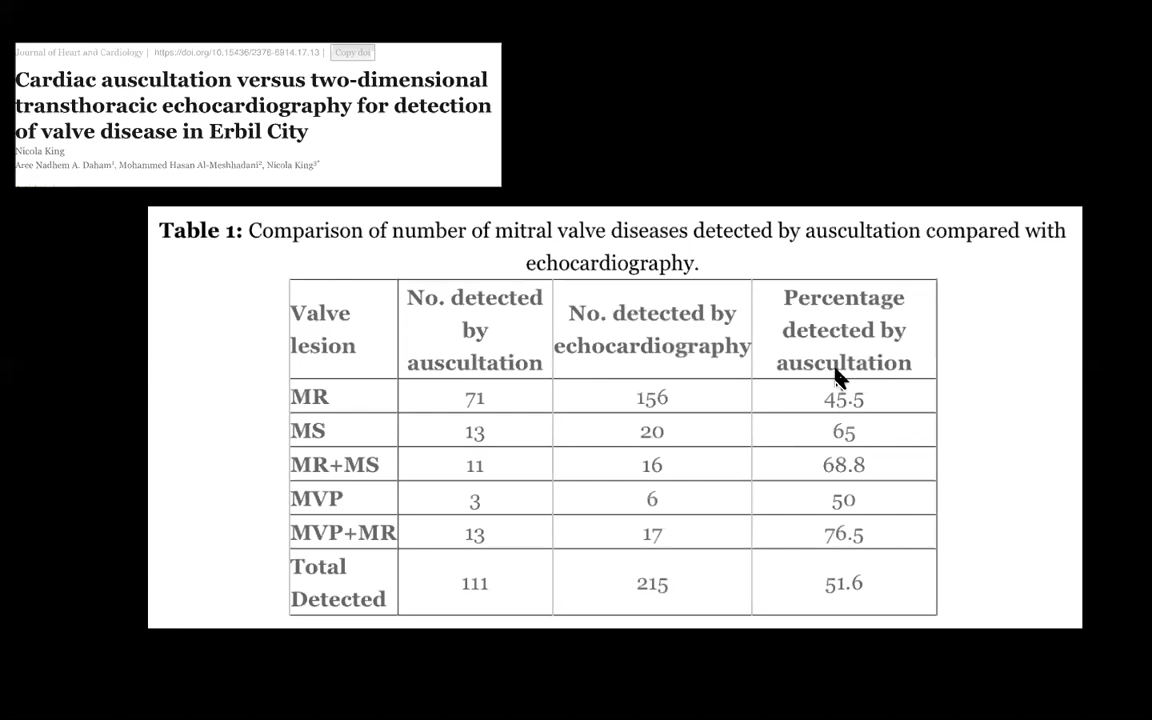 Journal of Heart and Cardiology | https://doi.org/10.15436/2376-6914.17.13 | Copy doi
Cardiac auscultation versus two-dimensional
transthoracic echocardiography for detection
of valve disease in Erbil City
Nicola King
Aree Nadhem A. Daham¹, Mohammed Hasan Al-Meshhadani², Nicola King³*
Table 1: Comparison of number of mitral valve diseases detected by auscultation compared with
echocardiography.
Valve lesion | No. detected by auscultation | No. detected by echocardiography | Percentage detected by auscultation
MR 71 156 45.5
MS 13 20 65
MR+MS 11 16 68.8
MVP 3 6 50
MVP+MR 13 17 76.5
Total Detected 111 215 51.6